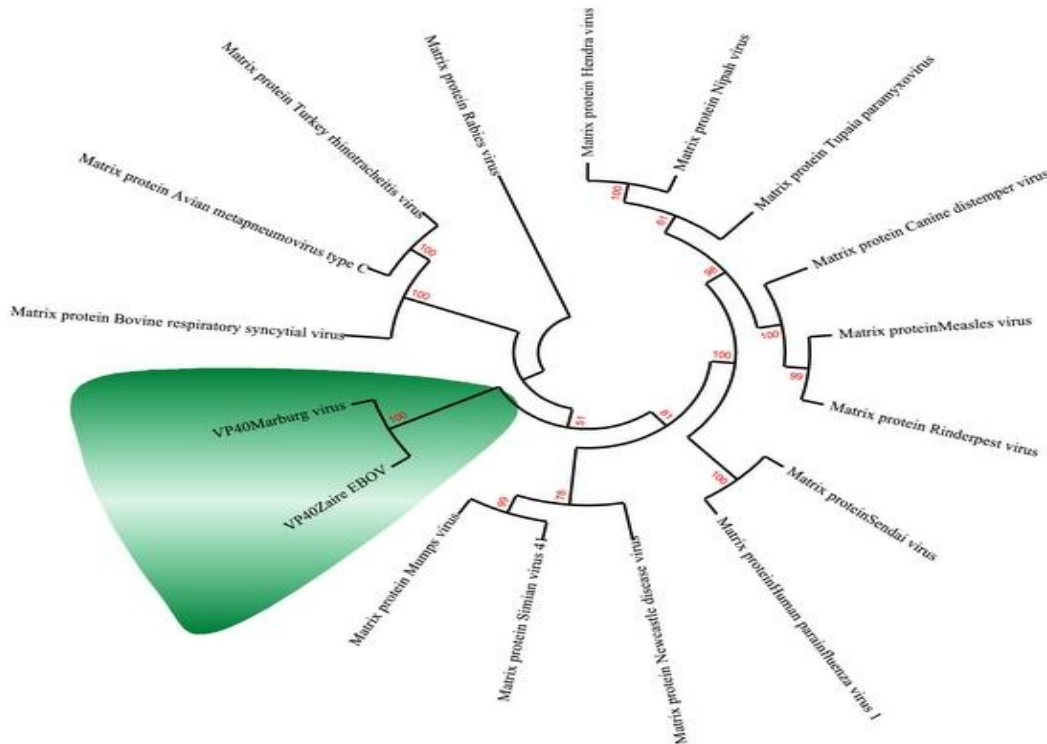 Matrix protein Hendra virus
Matrix protein Nipah virus
Matrix protein Tupaia paramyxovirus
Matrix protein Canine distemper virus
Matrix proteinMeasles virus
Matrix protein Rinderpest virus
Matrix proteinSendai virus
Matrix proteinHuman parainfluenza virus 1
Matrix protein Newcastle disease virus
Matrix protein Simian virus 41
Matrix protein Mumps virus
VP40Zaire EBOV
VP40Marburg virus
Matrix protein Bovine respiratory syncytial virus
Matrix protein Avian metapneumovirus type C
Matrix protein Turkey rhinotracheitis virus
Matrix protein Rabies virus
100
61
98
100
99
100
100
61
78
99
51
100
100
100